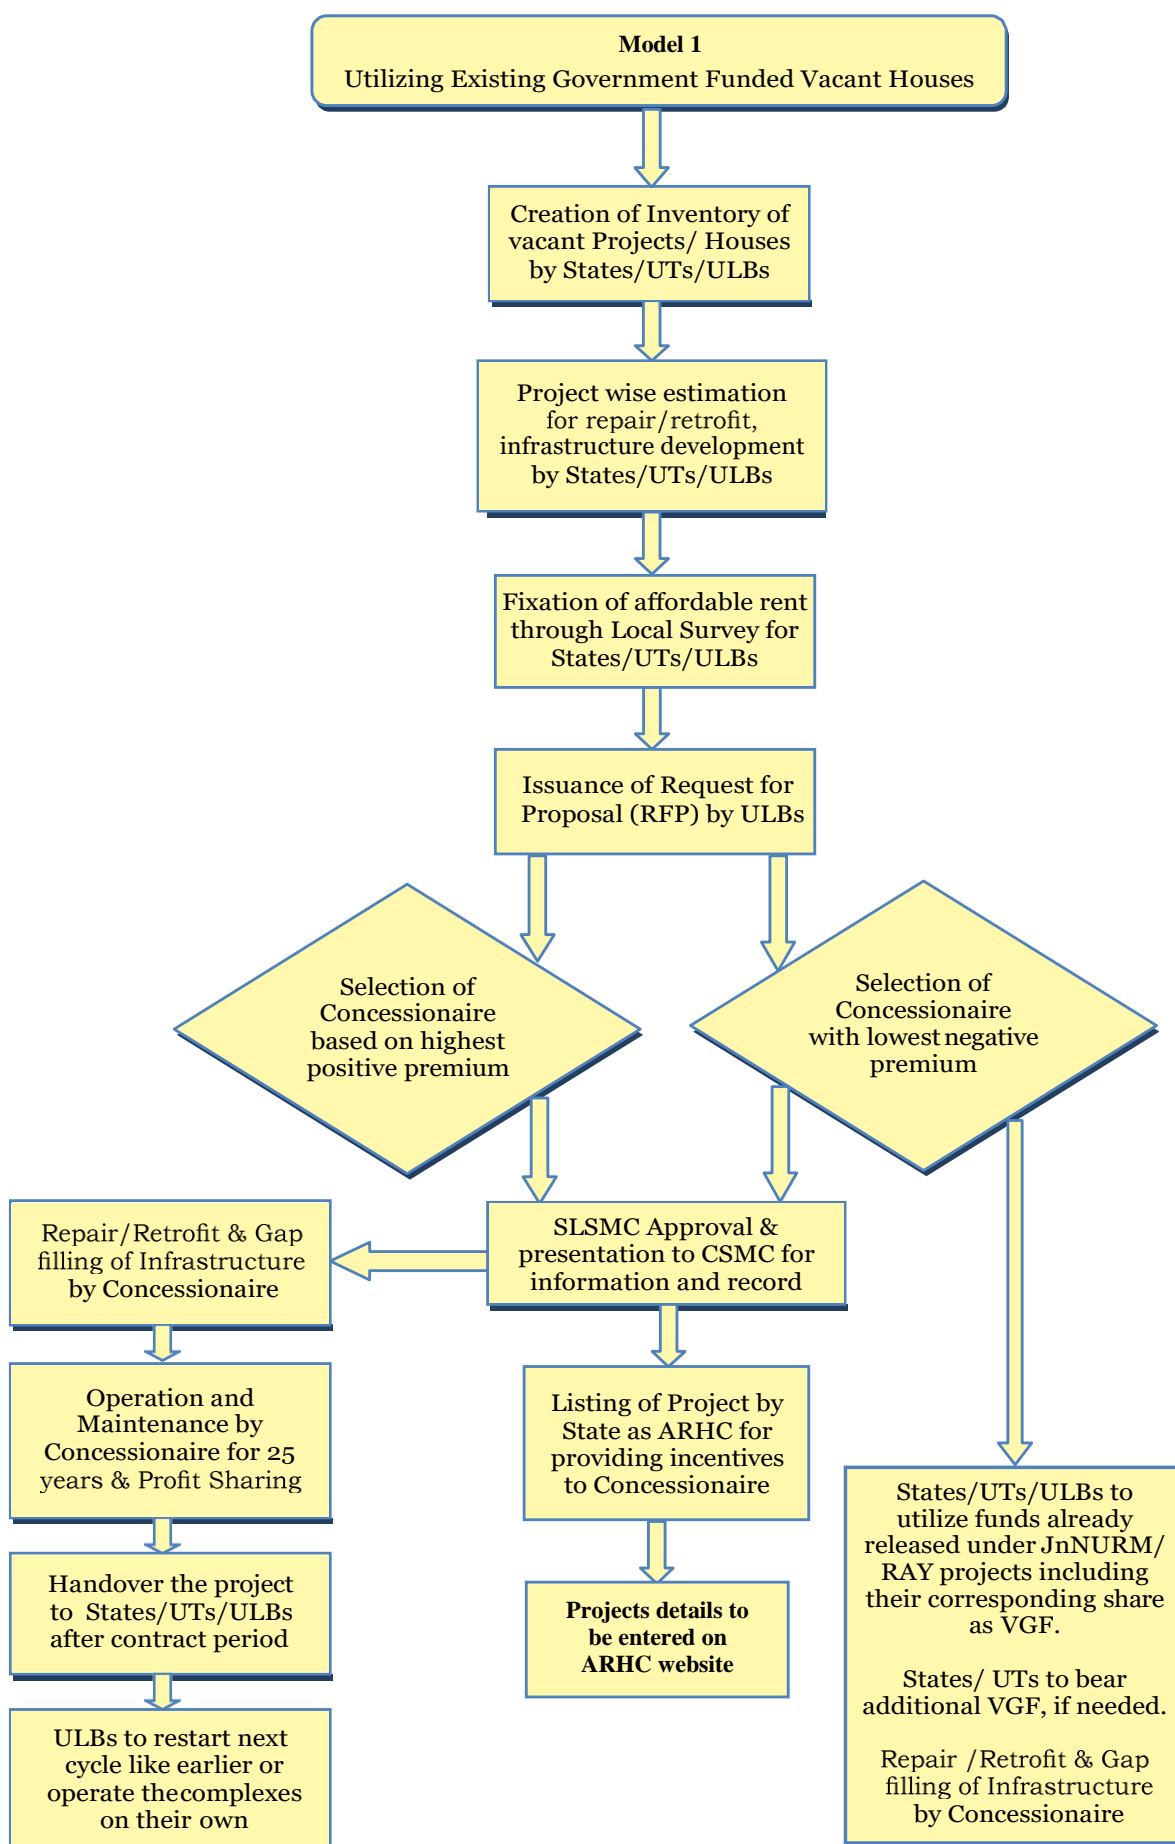 Model 1
Utilizing Existing Government Funded Vacant Houses
Creation of Inventory of
vacant Projects/ Houses
by States/UTs/ULBs
Project wise estimation
for repair/retrofit,
infrastructure development
by States/UTs/ULBs
Fixation of affordable rent
through Local Survey for
States/UTs/ULBs
Issuance of Request for
Proposal (RFP) by ULBs
Selection of
Concessionaire
based on highest
positive premium
Selection of
Concessionaire
with lowest negative
premium
SLSMC Approval &
presentation to CSMC for
information and record
Repair/Retrofit & Gap
filling of Infrastructure
by Concessionaire
Operation and
Maintenance by
Concessionaire for 25
years & Profit Sharing
Handover the project
to States/UTs/ULBs
after contract period
ULBs to restart next
cycle like earlier or
operate thecomplexes
on their own
Listing of Project by
State as ARHC for
providing incentives
to Concessionaire
Projects details to
be entered on
ARHC website
States/UTs/ULBs to
utilize funds already
released under JnNURM/
RAY projects including
their corresponding share
as VGF.
States/ UTs to bear
additional VGF, if needed.
Repair /Retrofit & Gap
filling of Infrastructure
by Concessionaire